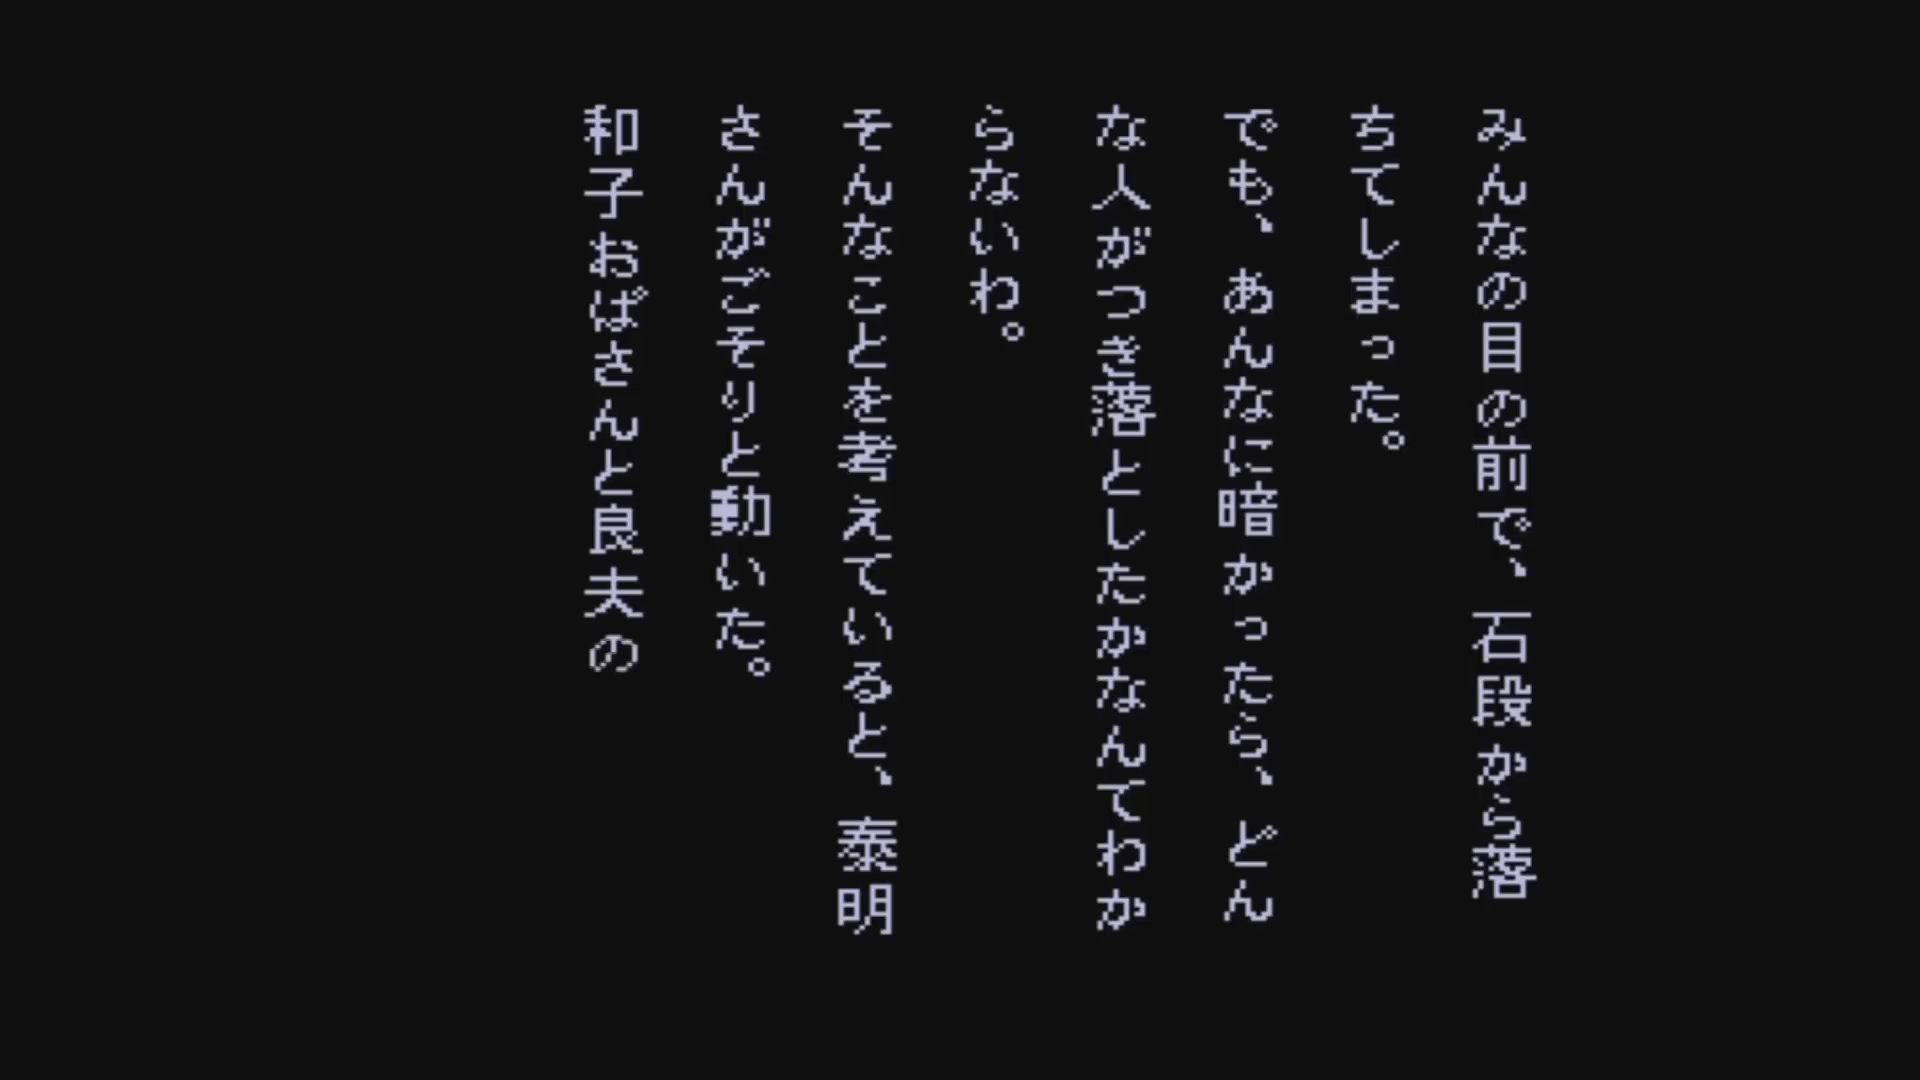 みんなの目の前で、石段から落
ちてしまった。
でも、あんなに暗かったら、どん
な人がつき落としたかなんてわか
らないわ。
そんなことを考えていると、泰明
さんがごそりと動いた。
和子おばさんと良夫の